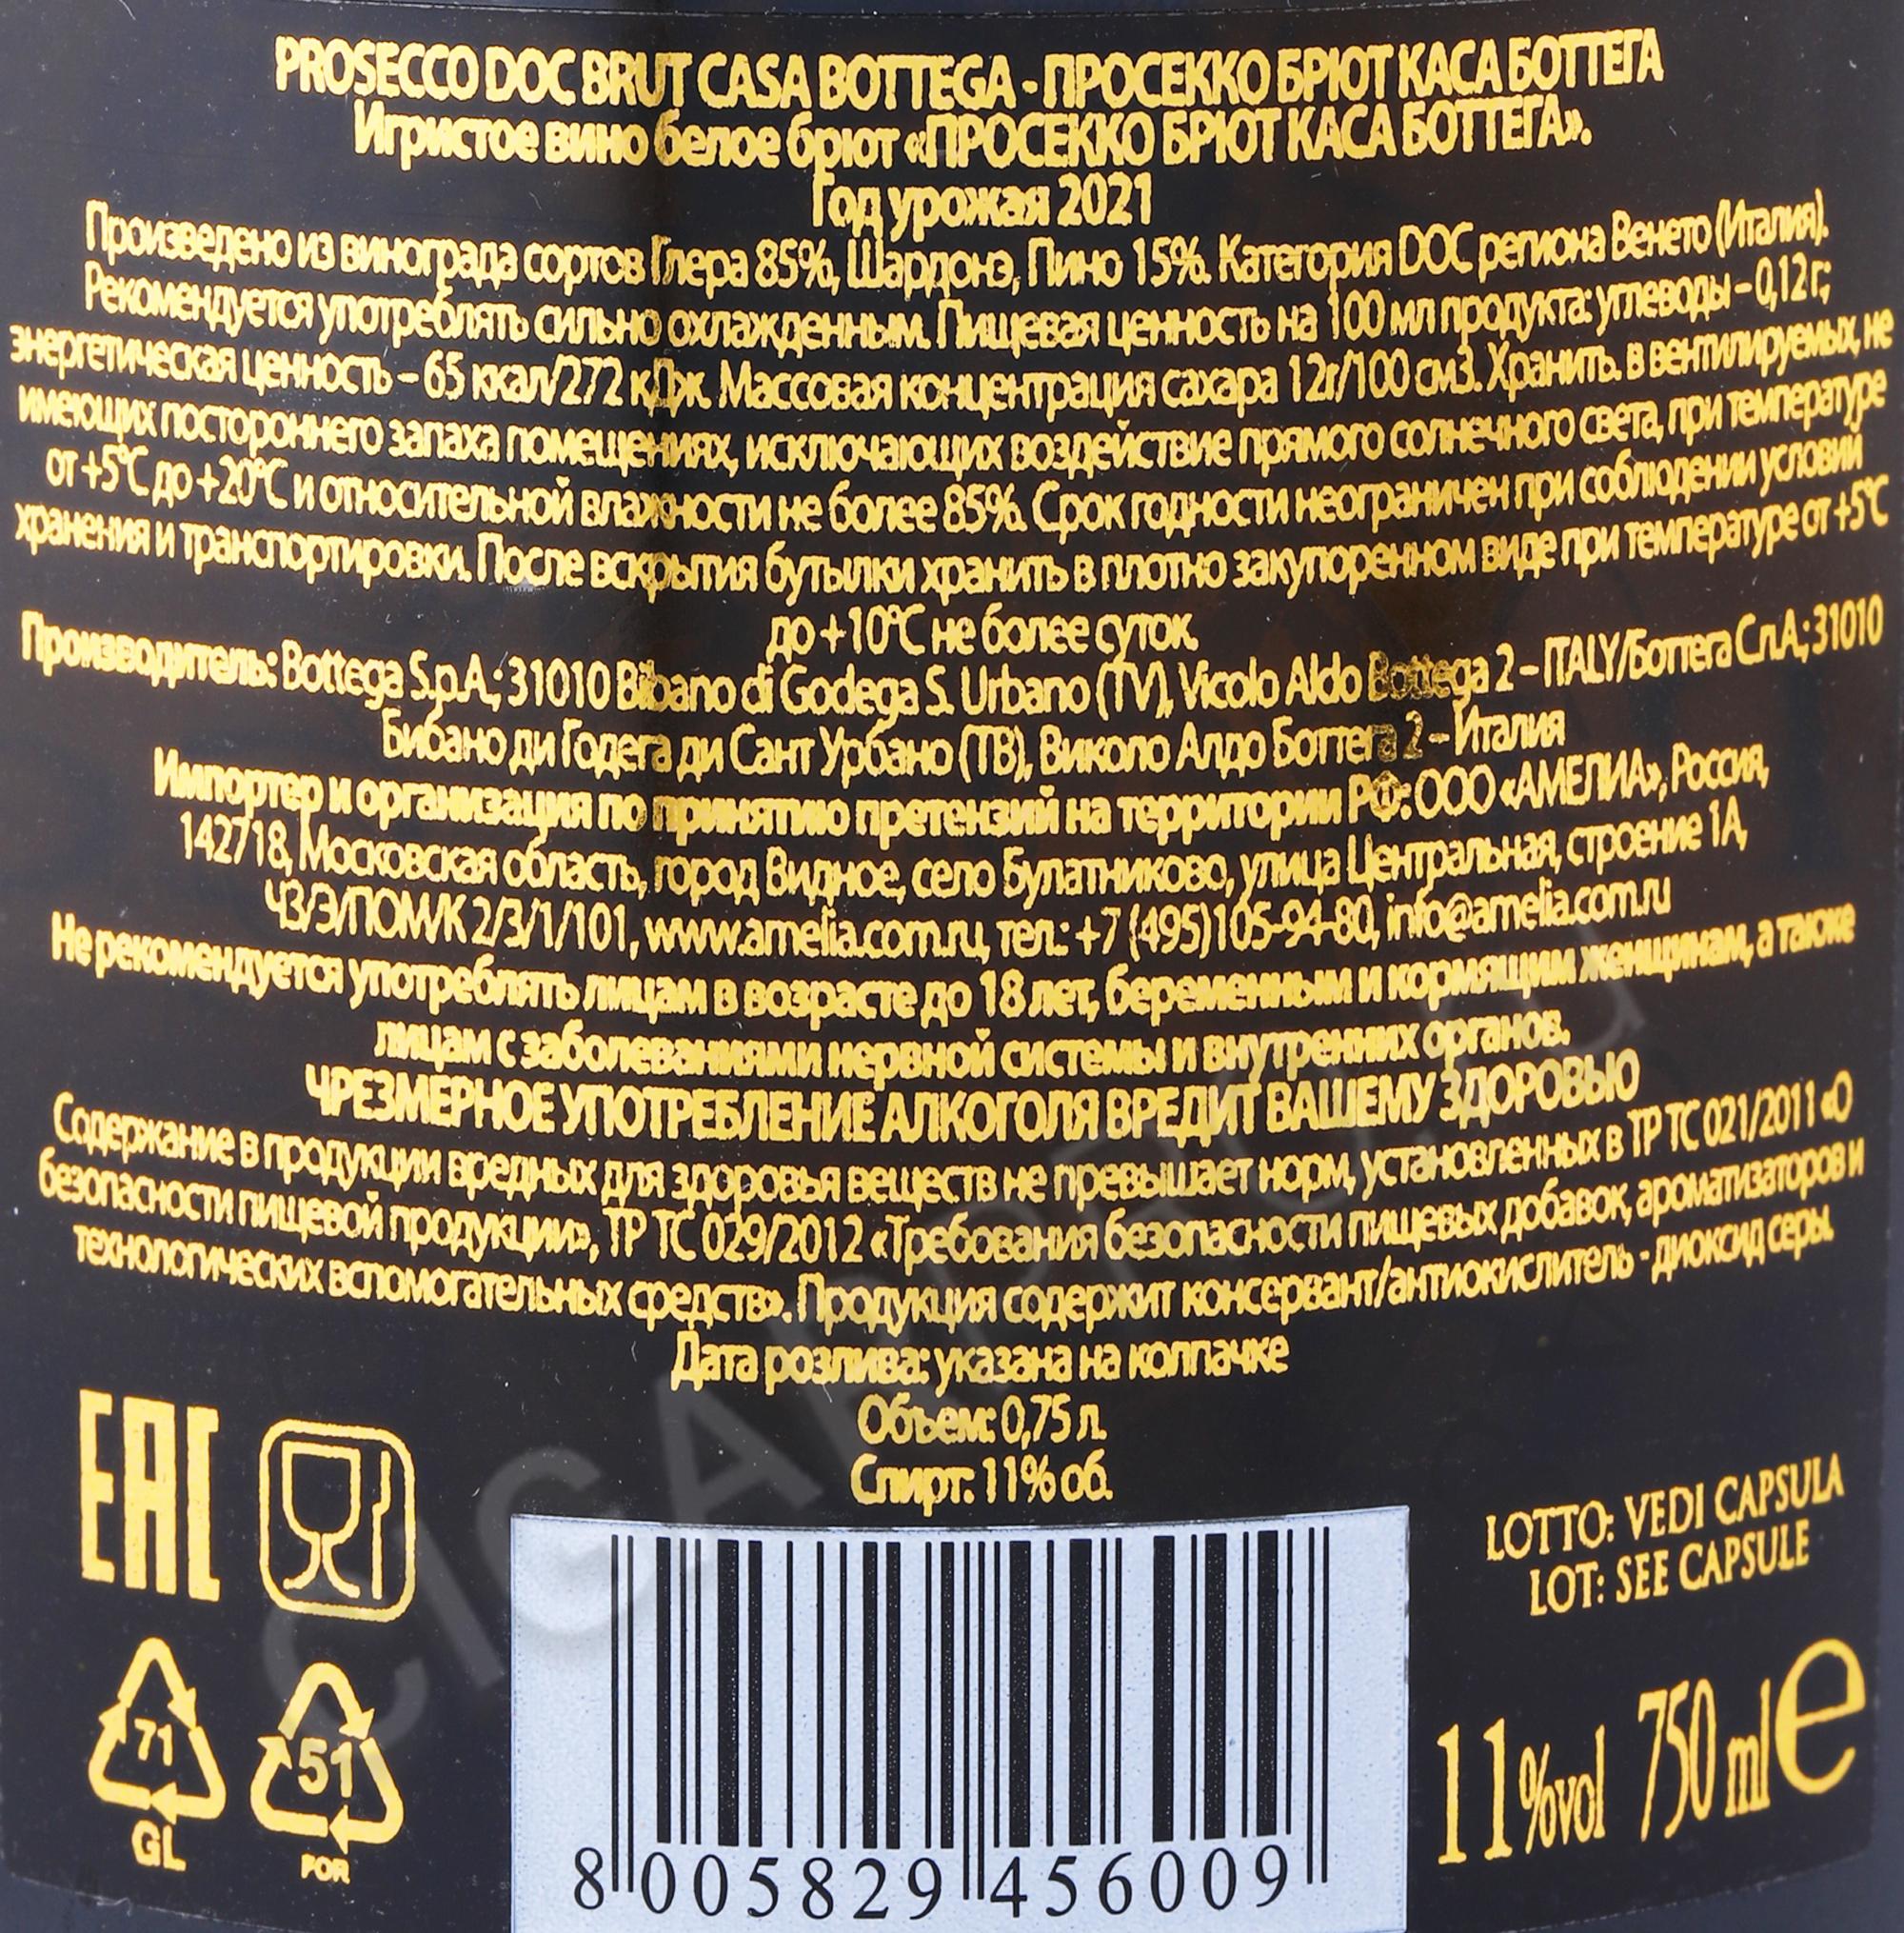 PROSECCO DOC BRUT CASA BOTTEGA - ПРОСЕККО БРЮТ КАСА БОТТЕГА
Игристое вино белое брют «ПРОСЕККО БРЮТ КАСА БОТТЕГА».
Год урожая 2021
Произведено из винограда сортов Глера 85%, Шардонэ, Пино 15%. Категория DOC региона Венето (Италия).
Рекомендуется употреблять сильно охлажденным. Пищевая ценность на 100 мл продукта: углеводы – 0,12 г;
энергетическая ценность – 65 ккал/272 кДж. Массовая концентрация сахара 12г/100 см3. Хранить. в вентилируемых, не
имеющих постороннего запаха помещениях, исключающих воздействие прямого солнечного света, при температуре
от +5°C до +20°C и относительной влажности не более 85%. Срок годности неограничен при соблюдении условий
хранения и транспортировки. После вскрытия бутылки хранить в плотно закупоренном виде при температуре от +5°C
до +10°C не более суток.
Производитель: Bottega S.p.A.; 31010 Bibano di Godega S. Urbano (TV), Vicolo Aldo Bottega 2 – ITALY/Боттега С.п.А.; 31010
Бибано ди Годега ди Сант Урбано (ТВ), Виколо Алдо Боттега 2 – Италия
Импортер и организация по принятию претензий на территории РФ: ООО «АМЕЛИА», Россия,
142718, Московская область, город Видное, село Булатниково, улица Центральная, строение 1А,
ЧЗ/Э/ПОМ/К 2/3/1/101, www.amelia.com.ru, тел.: +7 (495)105-94-80, info@amelia.com.ru
Не рекомендуется употреблять лицам в возрасте до 18 лет, беременным и кормящим женщинам, а также
лицам с заболеваниями нервной системы и внутренних органов.
ЧРЕЗМЕРНОЕ УПОТРЕБЛЕНИЕ АЛКОГОЛЯ ВРЕДИТ ВАШЕМУ ЗДОРОВЬЮ
Содержание в продукции вредных для здоровья веществ не превышает норм, установленных в ТР ТС 021/2011 «О
безопасности пищевой продукции», ТР ТС 029/2012 «Требования безопасности пищевых добавок, ароматизаторов и
технологических вспомогательных средств». Продукция содержит консервант/антиокислитель - диоксид серы.
Дата розлива: указана на колпачке
Объем: 0,75 л.
Спирт: 11% об.
EAC
LOTTO: VEDI CAPSULA
LOT: SEE CAPSULE
71
GL
51
FOR
11%vol 750 ml e
8 005829 456009